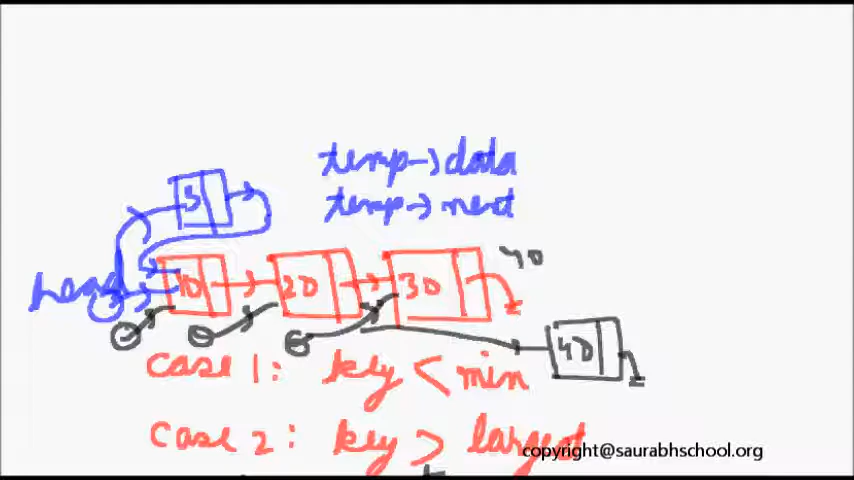 temp→data
5
temp→next
head 10 20 30 40
40
case 1: key < min
case 2: key > largest
copyright@saurabhschool.org